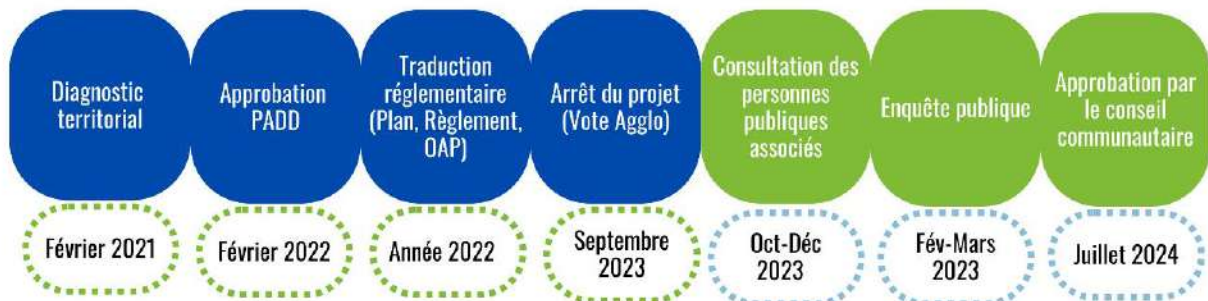 Diagnostic
territorial
Approbation
PADD
Traduction
réglementaire
(Plan, Règlement,
OAP)
Arrêt du projet
(Vote Agglo)
Consultation des
personnes
publiques
associés
Enquête publique
Approbation par
le conseil
communautaire
Février 2021
Février 2022
Année 2022
Septembre
2023
Oct-Déc
2023
Fév-Mars
2023
Juillet 2024